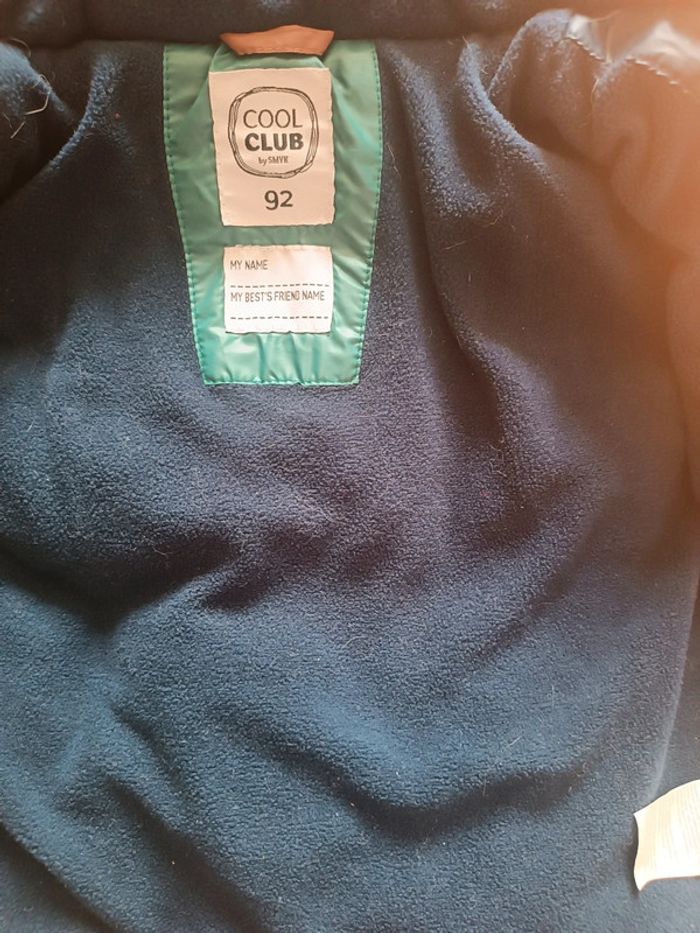 COOL
CLUB
by SMYK
92
MY NAME
MY BEST'S FRIEND NAME